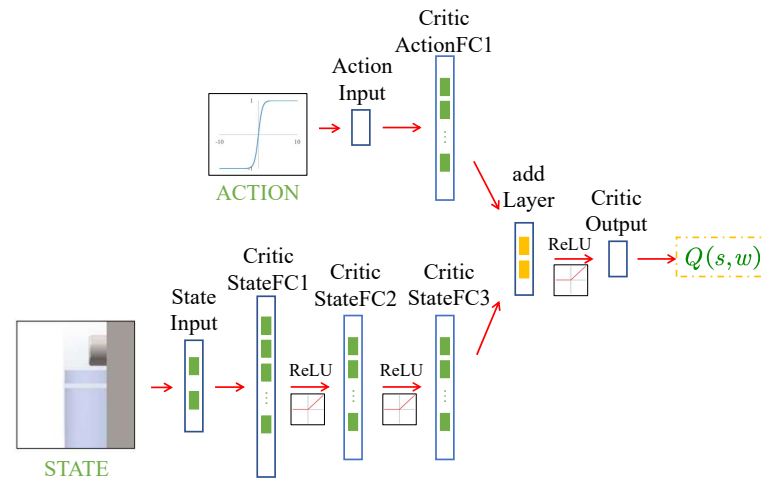 Critic
ActionFC1
Action
Input
1
-10
10
ACTION
add
Layer
Critic
Output
ReLU
Q(s,w)
Critic
StateFC1
Critic
StateFC2
Critic
StateFC3
State
Input
ReLU
ReLU
STATE